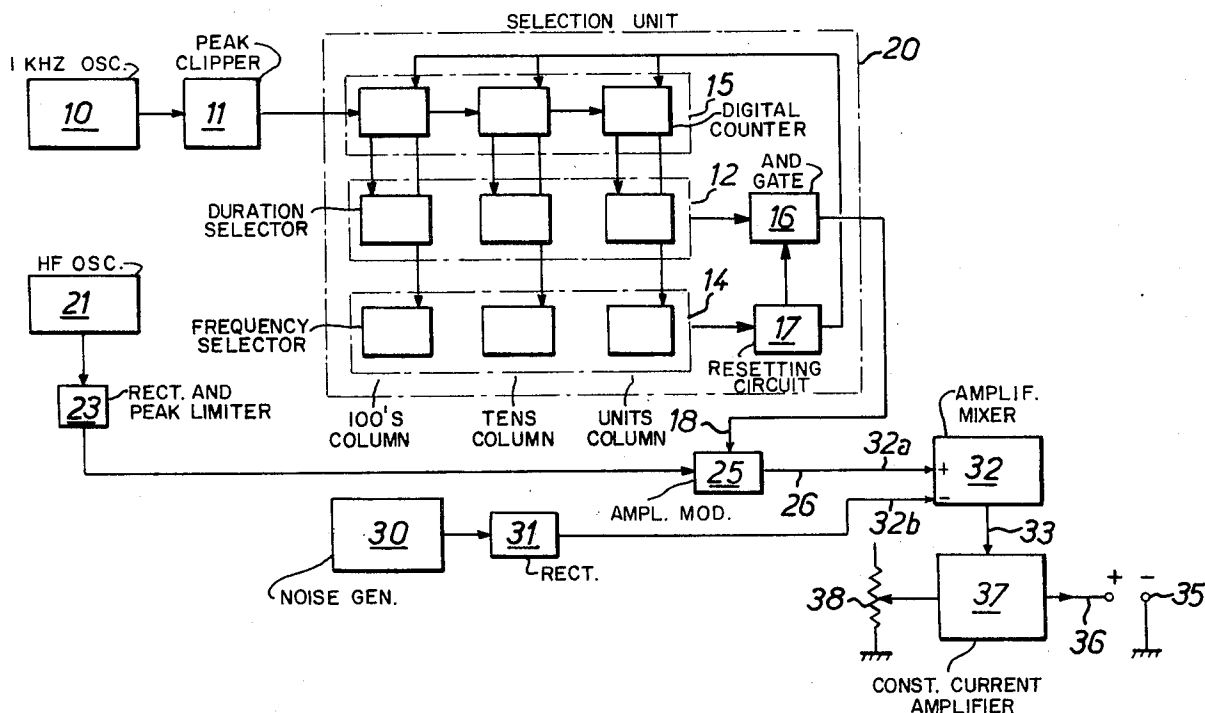 SELECTION UNIT
20
1 KHZ OSC.
PEAK
CLIPPER
10
11
15
DIGITAL
COUNTER
12
AND
GATE
DURATION
SELECTOR
16
HF OSC.
21
14
FREQUENCY
SELECTOR
17
RESETTING
CIRCUIT
23
RECT. AND
PEAK LIMITER
100'S
COLUMN
TENS
COLUMN
UNITS
COLUMN
18
AMPLIF.
MIXER
25
26
32a
+
32
AMPL. MOD.
-
32b
30
31
RECT.
33
NOISE GEN.
38
37
+ -
35
36
CONST. CURRENT
AMPLIFIER